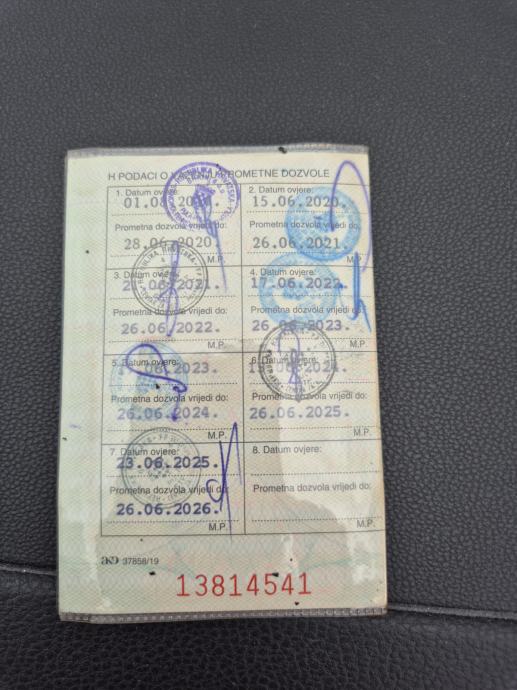 H PODACI O PROMETNE DOZVOLE
1. Datum ovjere:
2. Datum ovjere:
15.06.2020.
Prometna dozvola vrijedi do:
Prometna dozvola vrijedi do:
28.06.2020.
26.06.2021.
M.P.
3. Datum ovjere:
4. Datum ovjere:
17.06.2022.
Prometna dozvola vrijedi do:
Prometna dozvola vrijedi do:
26.06.2022.
26.06.2023.
M.P.
M.P.
5. Datum ovjere:
6. Datum ovjere:
Prometna dozvola vrijedi do:
Prometna dozvola vrijedi do:
26.06.2024.
26.06.2025.
M.P.
M.P.
7. Datum ovjere:
8. Datum ovjere:
23.06.2025.
Prometna dozvola vrijedi do:
Prometna dozvola vrijedi do:
26.06.2026.
M.P.
M.P.
37858/19
13814541